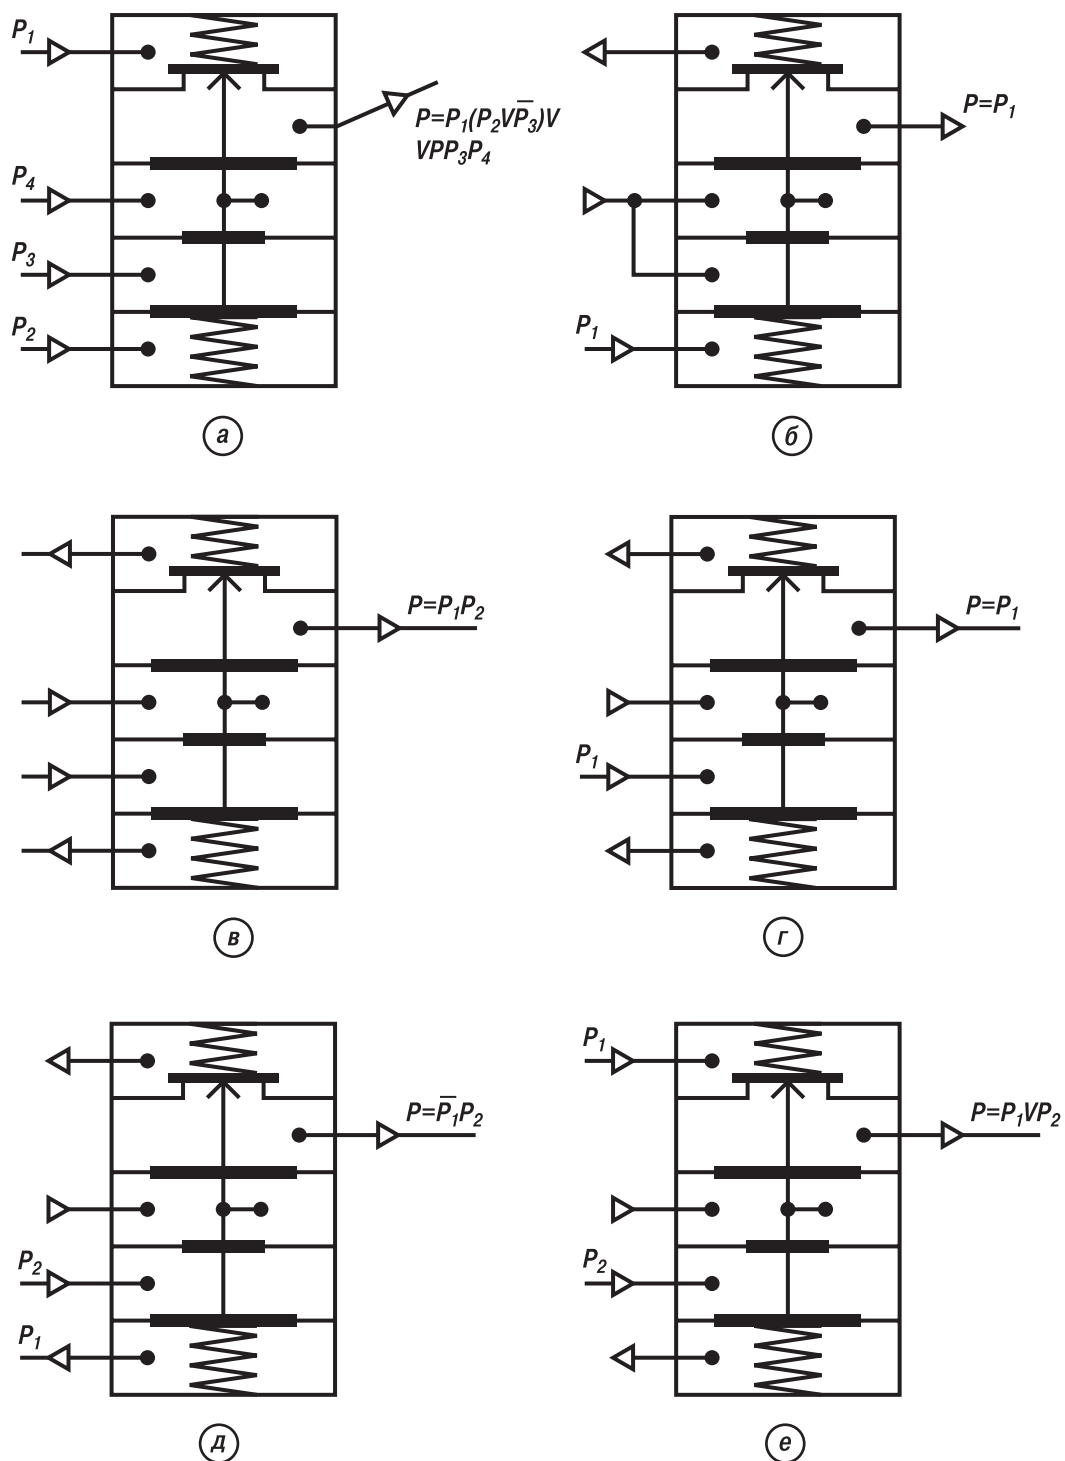 P₁
P=P₁(P₂VP̅₃)V
VPP₃P₄
P₄
P₃
P₂
а
P=P₁
P₁
б
P=P₁P₂
в
P=P₁
P₁
г
P=P̅₁P₂
P₂
P₁
д
P₁
P=P₁VP₂
P₂
е